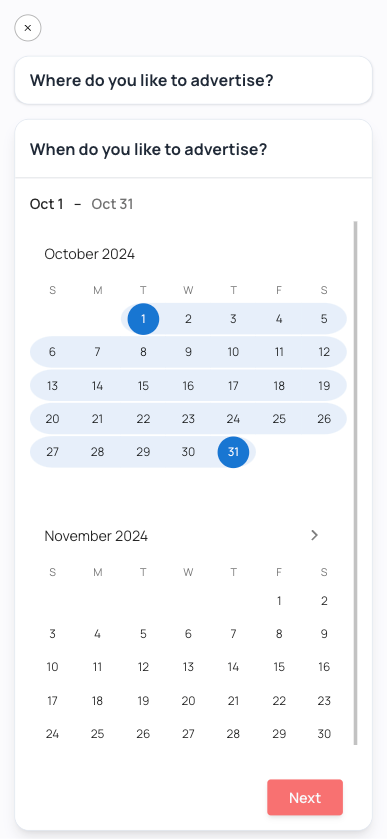 ×
Where do you like to advertise?
When do you like to advertise?
Oct 1 – Oct 31
October 2024
S M T W T F S
1 2 3 4 5
6 7 8 9 10 11 12
13 14 15 16 17 18 19
20 21 22 23 24 25 26
27 28 29 30 31
November 2024
S M T W T F S
1 2
3 4 5 6 7 8 9
10 11 12 13 14 15 16
17 18 19 20 21 22 23
24 25 26 27 28 29 30
Next